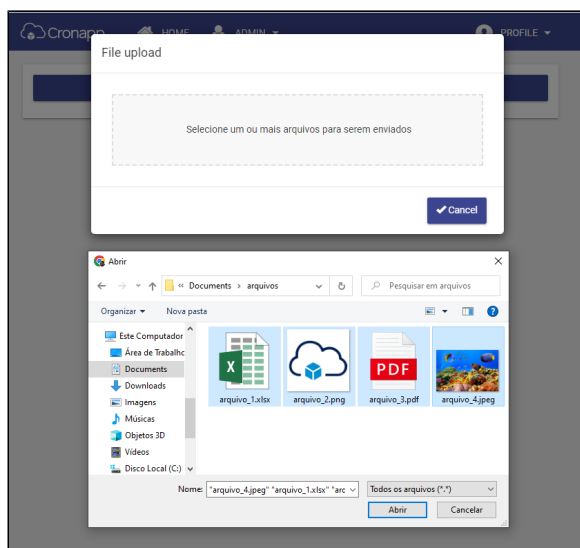 Cronapp HOME ADMIN PROFILE
File upload
Selecione um ou mais arquivos para serem enviados
Cancel
Abrir
« Documents › arquivos
Pesquisar em arquivos
Organizar Nova pasta
Este Computador
Área de Trabalho
Documents
Downloads
Imagens
Músicas
Objetos 3D
Vídeos
Disco Local (C:)
X
PDF
arquivo_1.xlsx arquivo_2.png arquivo_3.pdf arquivo_4.jpeg
Nome: "arquivo_4.jpeg" "arquivo_1.xlsx" "arc
Todos os arquivos (*.*)
Abrir Cancelar